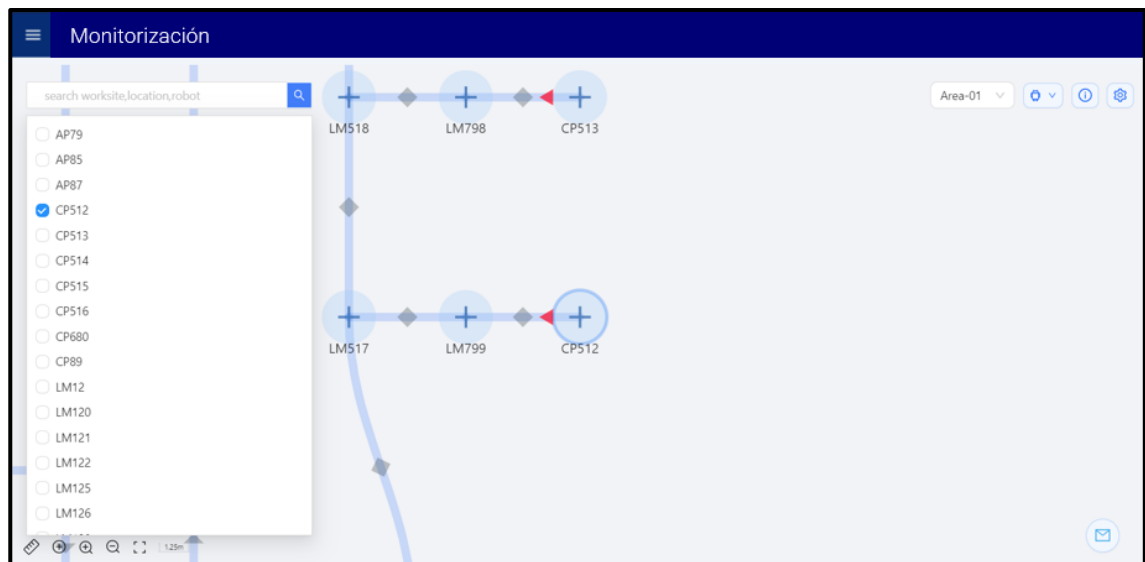 Monitorización
search worksite,location,robot
Area-01
AP79
AP85
AP87
CP512
CP513
CP514
CP515
CP516
CP680
CP89
LM12
LM120
LM121
LM122
LM125
LM126
LM518
LM798
CP513
LM517
LM799
CP512
1.25m